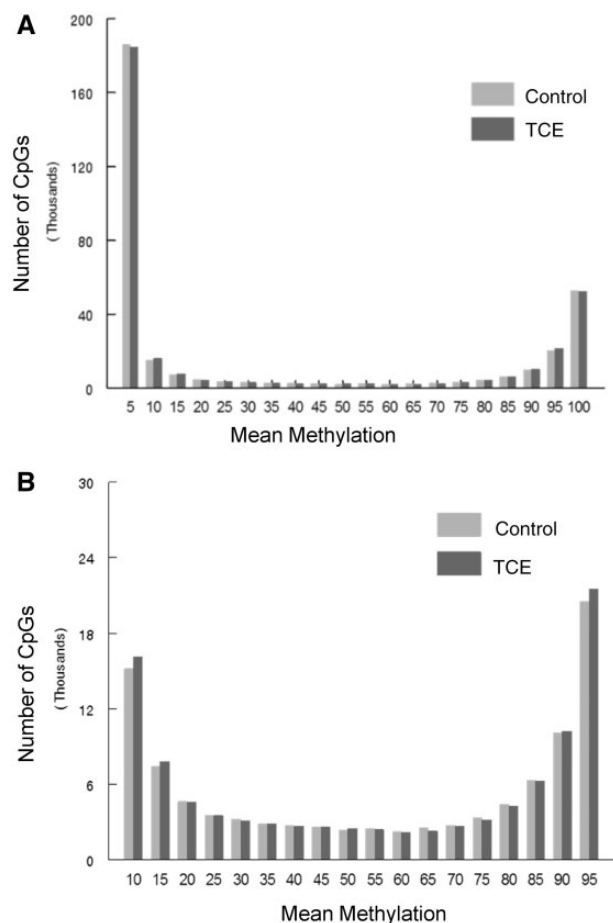 A
200
160
120
80
40
0
Number of CpGs
(Thousands)
Control
TCE
5 10 15 20 25 30 35 40 45 50 55 60 65 70 75 80 85 90 95 100
Mean Methylation
B
30
24
18
12
6
0
Number of CpGs
(Thousands)
Control
TCE
10 15 20 25 30 35 40 45 50 55 60 65 70 75 80 85 90 95
Mean Methylation